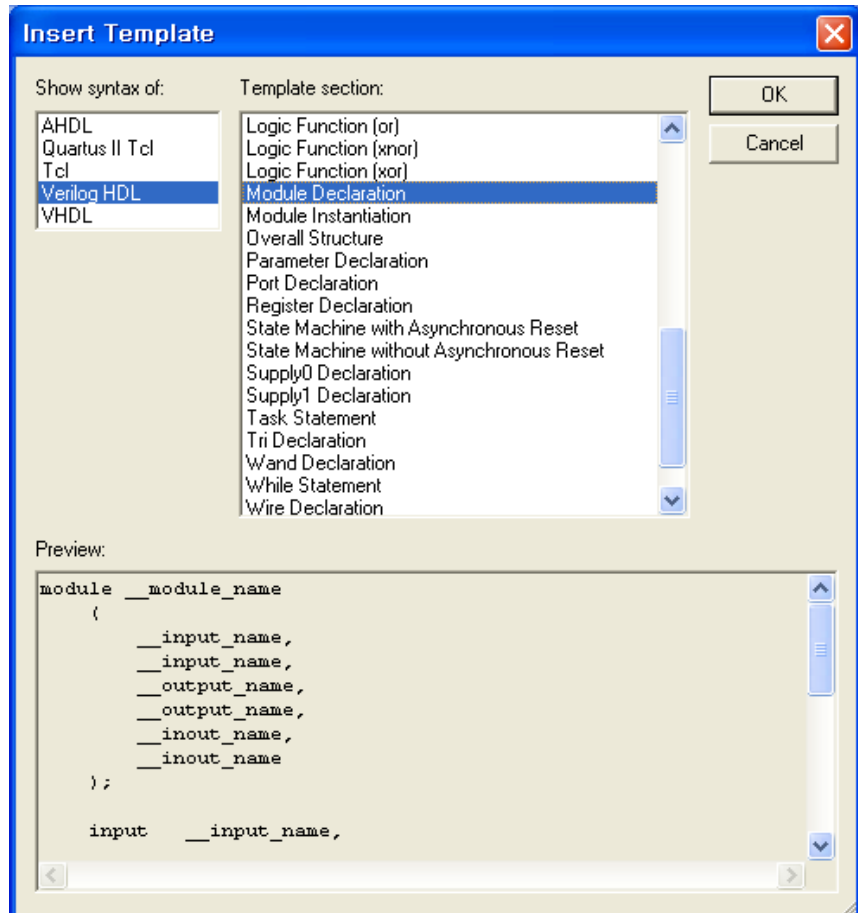 Insert Template
Show syntax of:
AHDL
Quartus II Tcl
Tcl
Verilog HDL
VHDL
Template section:
Logic Function (or)
Logic Function (xnor)
Logic Function (xor)
Module Declaration
Module Instantiation
Overall Structure
Parameter Declaration
Port Declaration
Register Declaration
State Machine with Asynchronous Reset
State Machine without Asynchronous Reset
Supply0 Declaration
Supply1 Declaration
Task Statement
Tri Declaration
Wand Declaration
While Statement
Wire Declaration
OK
Cancel
Preview:
module __module_name
(
__input_name,
__input_name,
__output_name,
__output_name,
__inout_name,
__inout_name
);
input __input_name,